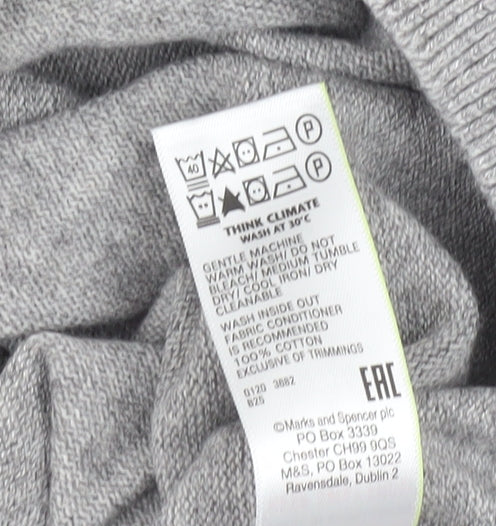 40 P
P
THINK CLIMATE
WASH AT 30°C
GENTLE MACHINE
WARM WASH/ DO NOT
BLEACH/ MEDIUM TUMBLE
DRY/ COOL IRON/ DRY
CLEANABLE
WASH INSIDE OUT
FABRIC CONDITIONER
IS RECOMMENDED
100% COTTON
EXCLUSIVE OF TRIMMINGS
0120 3682
825
EAC
©Marks and Spencer plc
PO Box 3339
Chester CH99 9QS
M&S, PO Box 13022
Ravensdale, Dublin 2